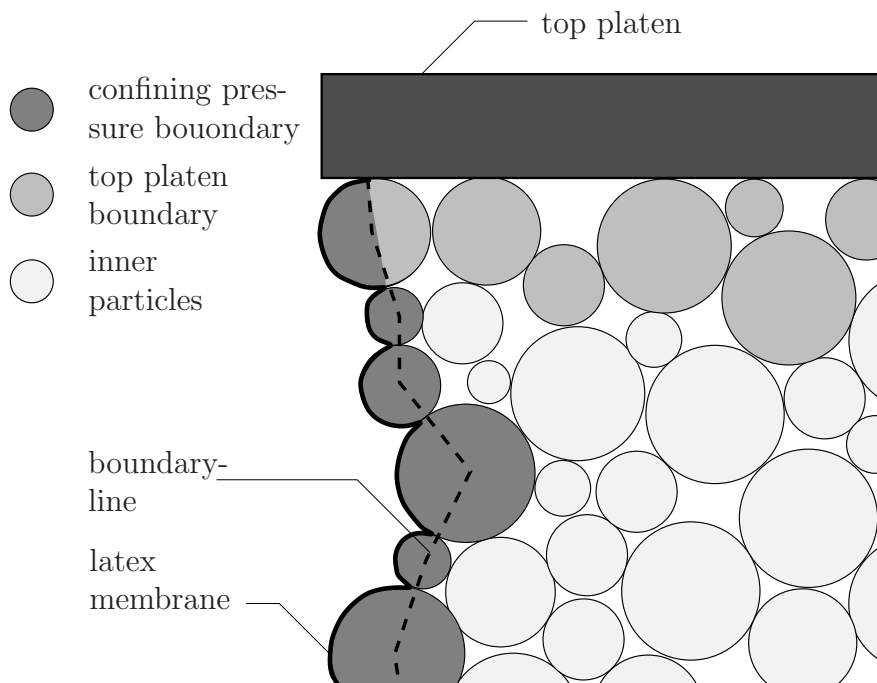 top platen
confining pres-
sure bouondary
top platen
boundary
inner
particles
boundary-
line
latex
membrane